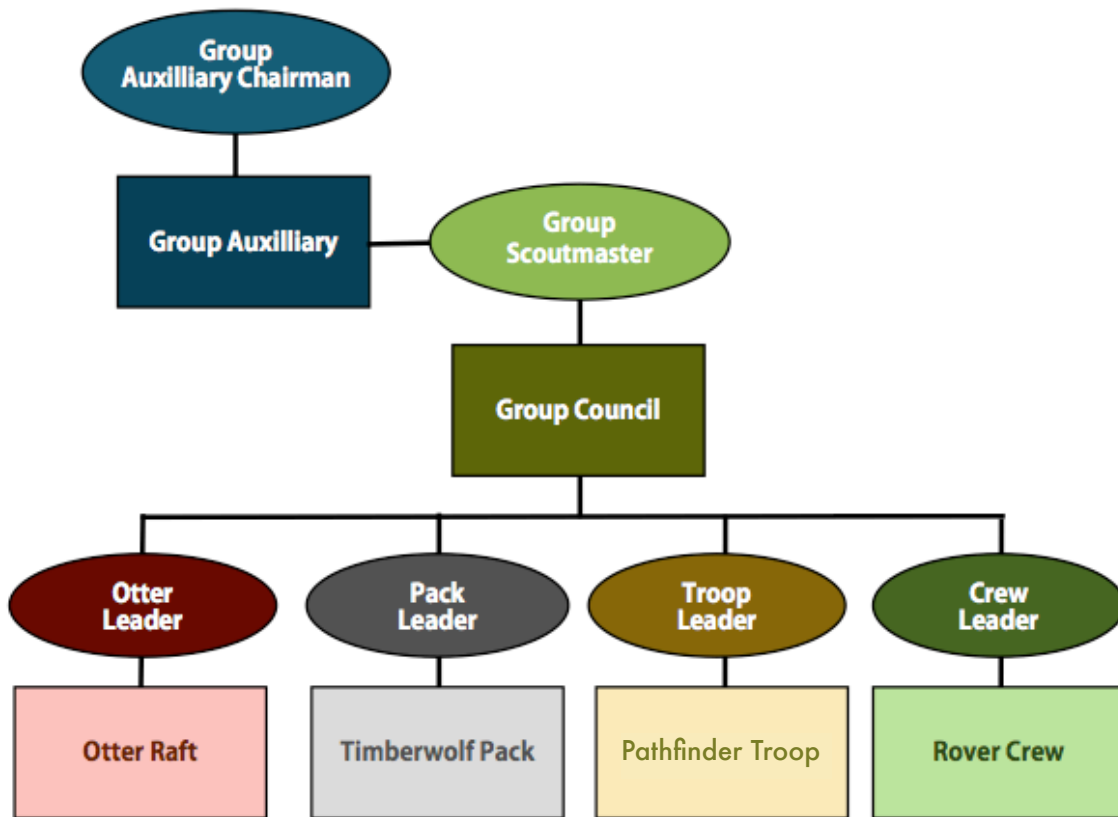 Group
Auxilliary Chairman
Group Auxilliary
Group
Scoutmaster
Group Council
Otter
Leader
Pack
Leader
Troop
Leader
Crew
Leader
Otter Raft
Timberwolf Pack
Pathfinder Troop
Rover Crew